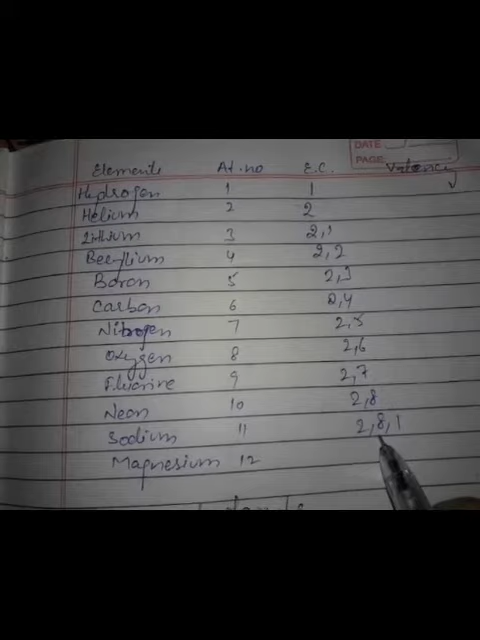 DATE
PAGE
Elements At.no E.C. Valency
Hydrogen 1 1
Helium 2 2
Lithium 3 2,1
Beryllium 4 2,2
Boron 5 2,3
Carbon 6 2,4
Nitrogen 7 2,5
Oxygen 8 2,6
Fluorine 9 2,7
Neon 10 2,8
Sodium 11 2,8,1
Magnesium 12